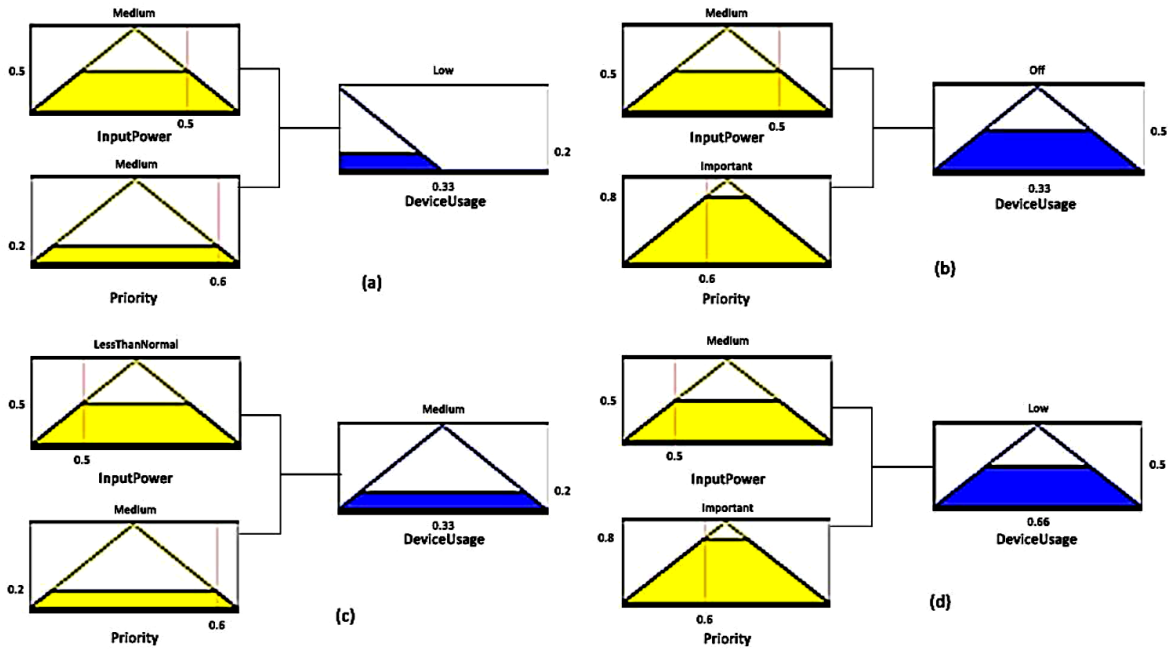 Medium
0.5
0.5
InputPower
Medium
0.2
0.6
Priority
Low
0.2
0.33
DeviceUsage
(a)
Medium
0.5
0.5
InputPower
Important
0.8
0.6
Priority
Off
0.5
0.33
DeviceUsage
(b)
LessThanNormal
0.5
0.5
InputPower
Medium
0.2
0.6
Priority
Medium
0.2
0.33
DeviceUsage
(c)
Medium
0.5
0.5
InputPower
Important
0.8
0.6
Priority
Low
0.5
0.66
DeviceUsage
(d)